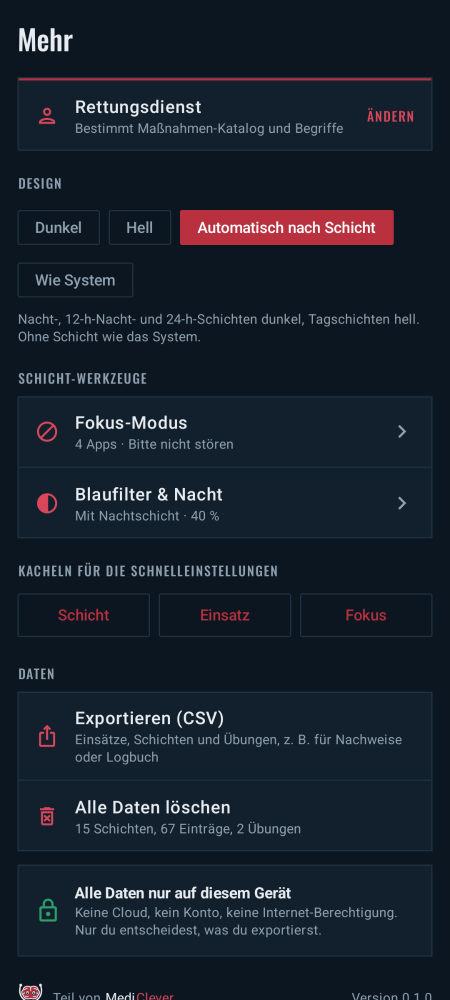 Mehr
Rettungsdienst
Bestimmt Maßnahmen-Katalog und Begriffe
ÄNDERN
DESIGN
Dunkel
Hell
Automatisch nach Schicht
Wie System
Nacht-, 12-h-Nacht- und 24-h-Schichten dunkel, Tagschichten hell.
Ohne Schicht wie das System.
SCHICHT-WERKZEUGE
Fokus-Modus
4 Apps · Bitte nicht stören
Blaufilter & Nacht
Mit Nachtschicht · 40 %
KACHELN FÜR DIE SCHNELLEINSTELLUNGEN
Schicht
Einsatz
Fokus
DATEN
Exportieren (CSV)
Einsätze, Schichten und Übungen, z. B. für Nachweise
oder Logbuch
Alle Daten löschen
15 Schichten, 67 Einträge, 2 Übungen
Alle Daten nur auf diesem Gerät
Keine Cloud, kein Konto, keine Internet-Berechtigung.
Nur du entscheidest, was du exportierst.
Teil von MediClever
Version 0.1.0